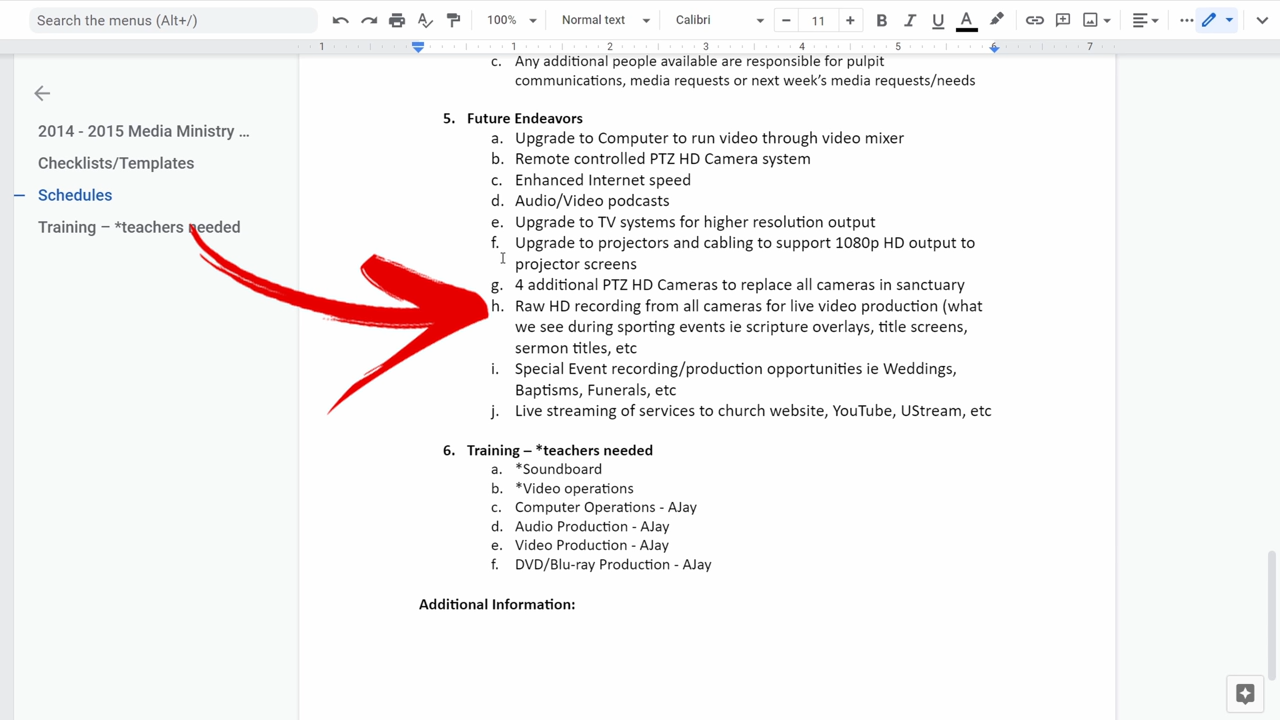 Search the menus (Alt+/)
100%
Normal text
Calibri
11
B I U A
1 1 2 3 4 5 6 7
2014 - 2015 Media Ministry ...
Checklists/Templates
Schedules
Training – *teachers needed
c. Any additional people available are responsible for pulpit
communications, media requests or next week's media requests/needs
5. Future Endeavors
a. Upgrade to Computer to run video through video mixer
b. Remote controlled PTZ HD Camera system
c. Enhanced Internet speed
d. Audio/Video podcasts
e. Upgrade to TV systems for higher resolution output
f. Upgrade to projectors and cabling to support 1080p HD output to
projector screens
g. 4 additional PTZ HD Cameras to replace all cameras in sanctuary
h. Raw HD recording from all cameras for live video production (what
we see during sporting events ie scripture overlays, title screens,
sermon titles, etc
i. Special Event recording/production opportunities ie Weddings,
Baptisms, Funerals, etc
j. Live streaming of services to church website, YouTube, UStream, etc
6. Training – *teachers needed
a. *Soundboard
b. *Video operations
c. Computer Operations - AJay
d. Audio Production - AJay
e. Video Production - AJay
f. DVD/Blu-ray Production - AJay
Additional Information: